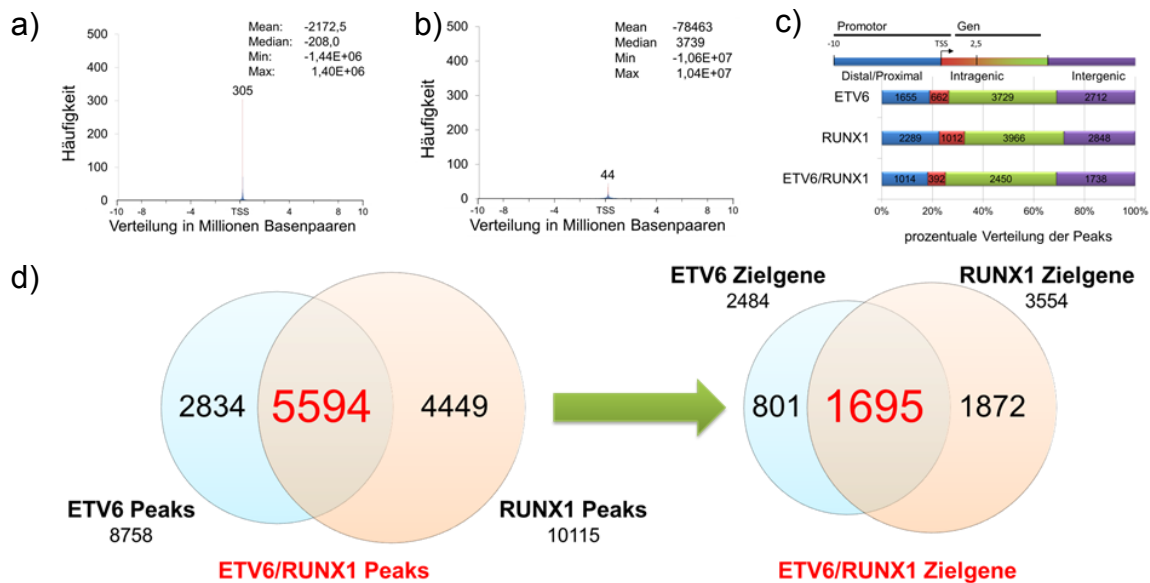 a)
Mean: -2172,5
Median: -208,0
Min: -1,44E+06
Max: 1,40E+06
500
400
300
200
100
0
305
Häufigkeit
-10 -8 -4 TSS 4 8 10
Verteilung in Millionen Basenpaaren
b)
Mean -78463
Median 3739
Min -1,06E+07
Max 1,04E+07
500
400
300
200
100
0
44
Häufigkeit
-10 -8 -4 TSS 4 8 10
Verteilung in Millionen Basenpaaren
c)
Promotor Gen
-10 TSS 2,5
Distal/Proximal Intragenic Intergenic
ETV6 1655 662 3729 2712
RUNX1 2289 1012 3966 2848
ETV6/RUNX1 1014 392 2450 1738
0% 20% 40% 60% 80% 100%
prozentuale Verteilung der Peaks
d)
2834 5594 4449
ETV6 Peaks
8758
RUNX1 Peaks
10115
ETV6/RUNX1 Peaks
ETV6 Zielgene
2484
RUNX1 Zielgene
3554
801 1695 1872
ETV6/RUNX1 Zielgene